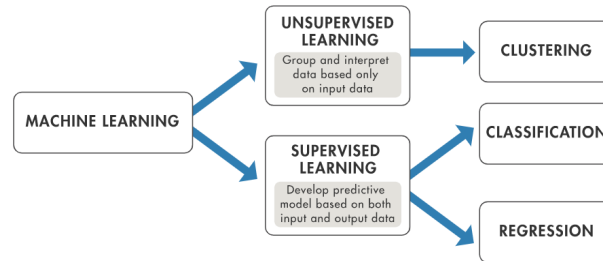 MACHINE LEARNING
UNSUPERVISED
LEARNING
Group and interpret
data based only
on input data
SUPERVISED
LEARNING
Develop predictive
model based on both
input and output data
CLUSTERING
CLASSIFICATION
REGRESSION